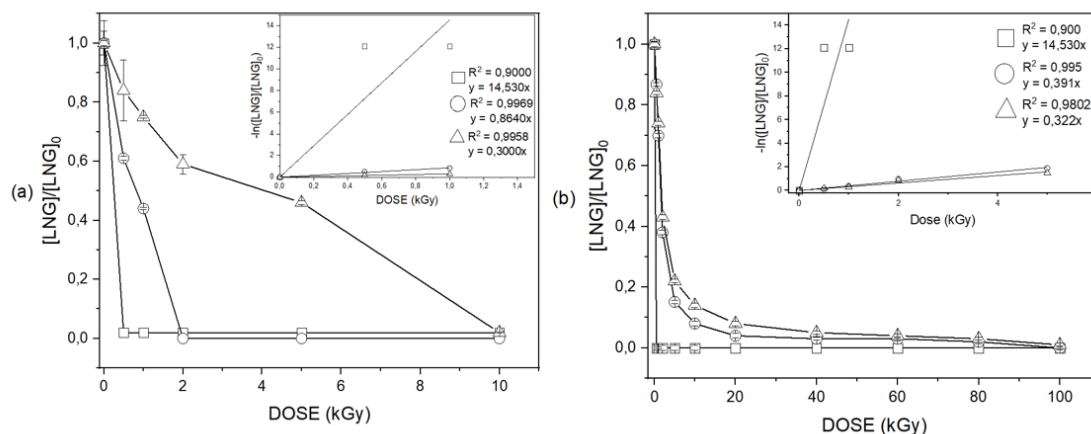 (a)
[LNG]/[LNG]₀
1,0
0,8
0,6
0,4
0,2
0,0
0 2 4 6 8 10
DOSE (kGy)
-ln([LNG]/[LNG]₀)
14
12
10
8
6
4
2
0
0,0 0,2 0,4 0,6 0,8 1,0 1,2 1,4
DOSE (kGy)
R² = 0,9000
y = 14,530x
R² = 0,9969
y = 0,8640x
R² = 0,9958
y = 0,3000x
(b)
[LNG]/[LNG]₀
1,0
0,8
0,6
0,4
0,2
0,0
0 20 40 60 80 100
DOSE (kGy)
-ln([LNG]/[LNG]₀)
14
12
10
8
6
4
2
0
0 2 4
Dose (kGy)
R² = 0,900
y = 14,530x
R² = 0,995
y = 0,391x
R² = 0,9802
y = 0,322x